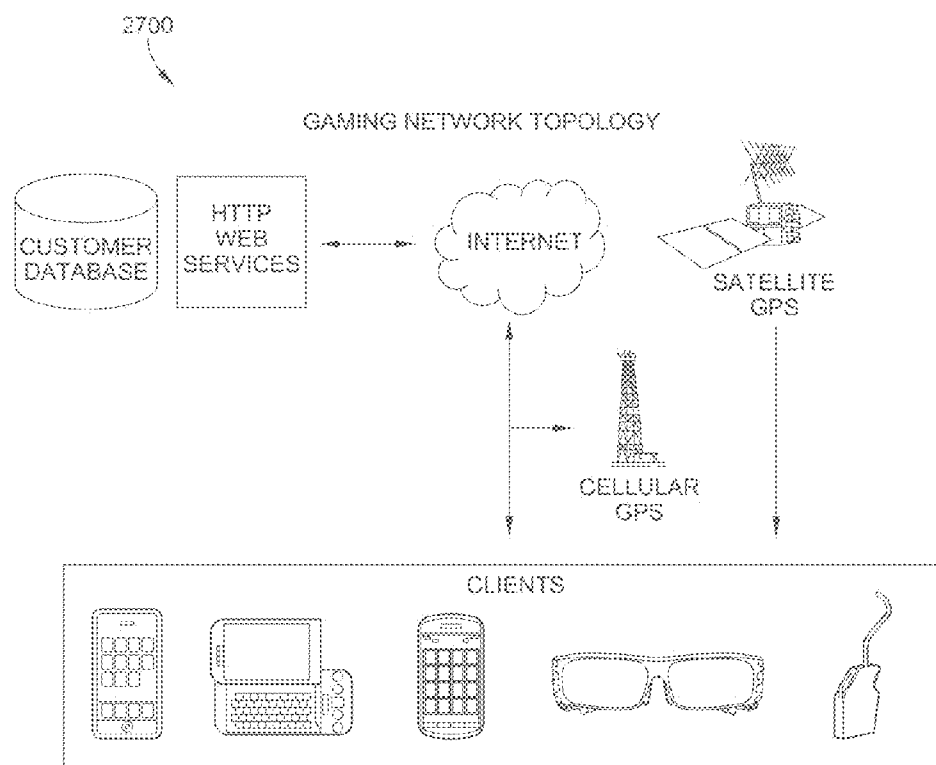 2700
GAMING NETWORK TOPOLOGY
CUSTOMER
DATABASE
HTTP
WEB
SERVICES
INTERNET
SATELLITE
GPS
CELLULAR
GPS
CLIENTS